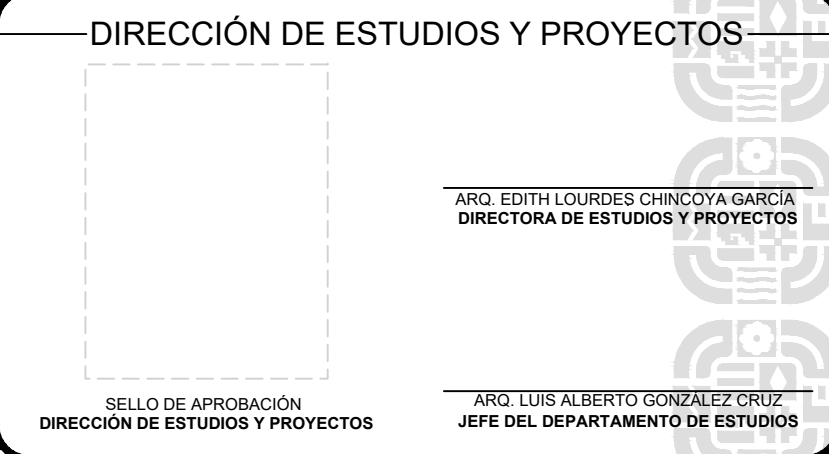 DIRECCIÓN DE ESTUDIOS Y PROYECTOS
ARQ. EDITH LOURDES CHINCOYA GARCÍA
DIRECTORA DE ESTUDIOS Y PROYECTOS
SELLO DE APROBACIÓN
DIRECCIÓN DE ESTUDIOS Y PROYECTOS
ARQ. LUIS ALBERTO GONZÁLEZ CRUZ
JEFE DEL DEPARTAMENTO DE ESTUDIOS